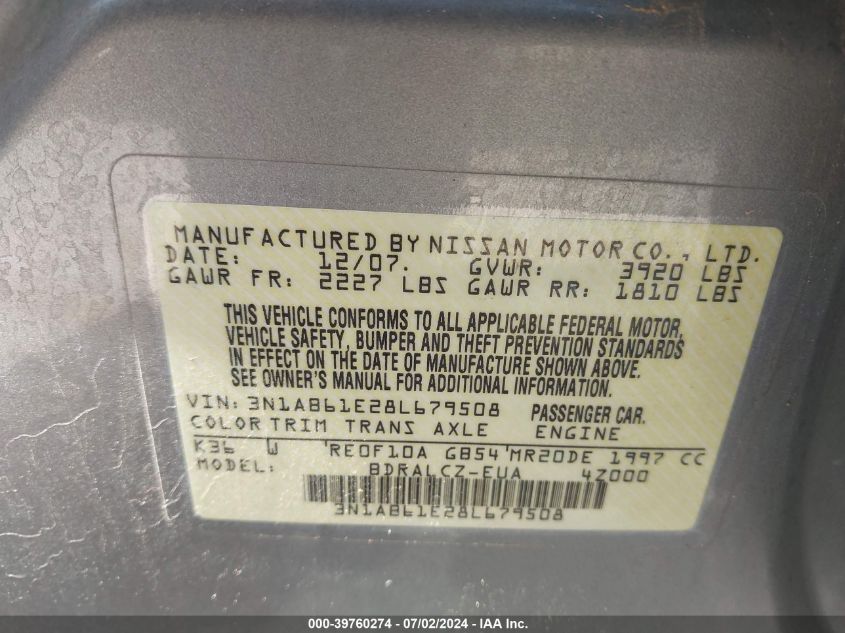 MANUFACTURED BY NISSAN MOTOR CO., LTD.
DATE: 12/07. GVWR: 3920 LBS
GAWR FR: 2227 LBS GAWR RR: 1810 LBS
THIS VEHICLE CONFORMS TO ALL APPLICABLE FEDERAL MOTOR,
VEHICLE SAFETY, BUMPER AND THEFT PREVENTION STANDARDS
IN EFFECT ON THE DATE OF MANUFACTURE SHOWN ABOVE.
SEE OWNER'S MANUAL FOR ADDITIONAL INFORMATION.
VIN: 3N1AB61E28L679508 PASSENGER CAR.
COLOR TRIM TRANS AXLE ENGINE
K36 W 'RE0F10A GB54 'MR20DE 1997 CC
MODEL: BDRALCZ-EUA 4Z000
3N1AB61E28L679508
000-39760274 - 07/02/2024 - IAA Inc.